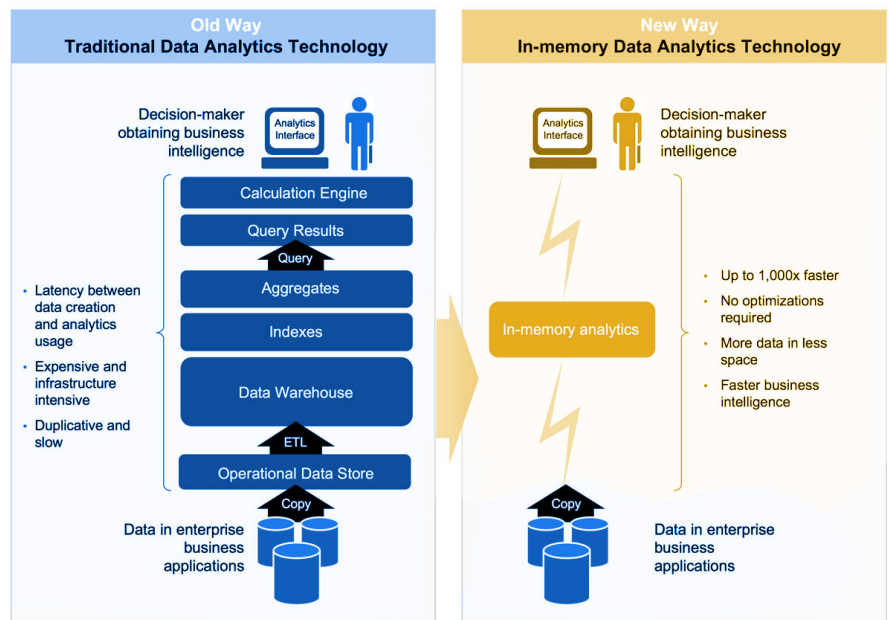 Old Way
Traditional Data Analytics Technology
Decision-maker
obtaining business
intelligence
Analytics
Interface
Calculation Engine
Query Results
Query
Aggregates
Indexes
Data Warehouse
ETL
Operational Data Store
Copy
• Latency between
data creation
and analytics
usage
• Expensive and
infrastructure
intensive
• Duplicative and
slow
Data in enterprise
business
applications
New Way
In-memory Data Analytics Technology
Analytics
Interface
Decision-maker
obtaining business
intelligence
In-memory analytics
• Up to 1,000x faster
• No optimizations
required
• More data in less
space
• Faster business
intelligence
Copy
Data in enterprise
business
applications